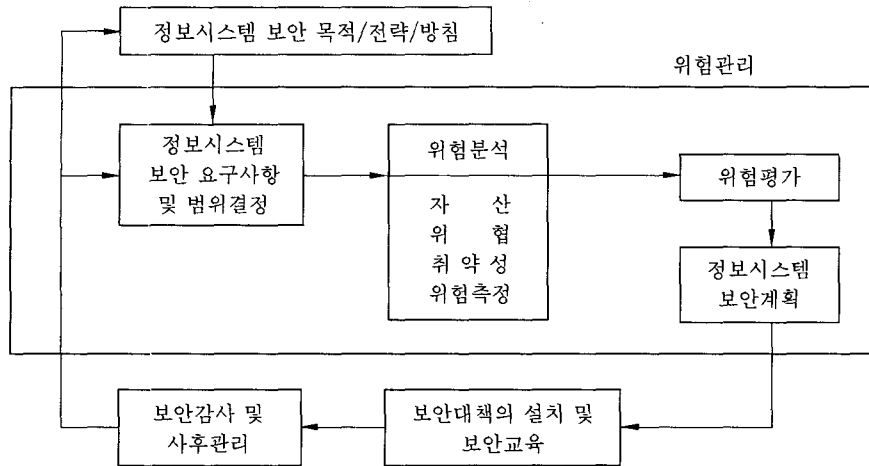 정보시스템 보안 목적/전략/방침
위험관리
정보시스템
보안 요구사항
및 범위결정
위험분석
자 산
위 협
취 약 성
위험측정
위험평가
정보시스템
보안계획
보안감사 및
사후관리
보안대책의 설치 및
보안교육